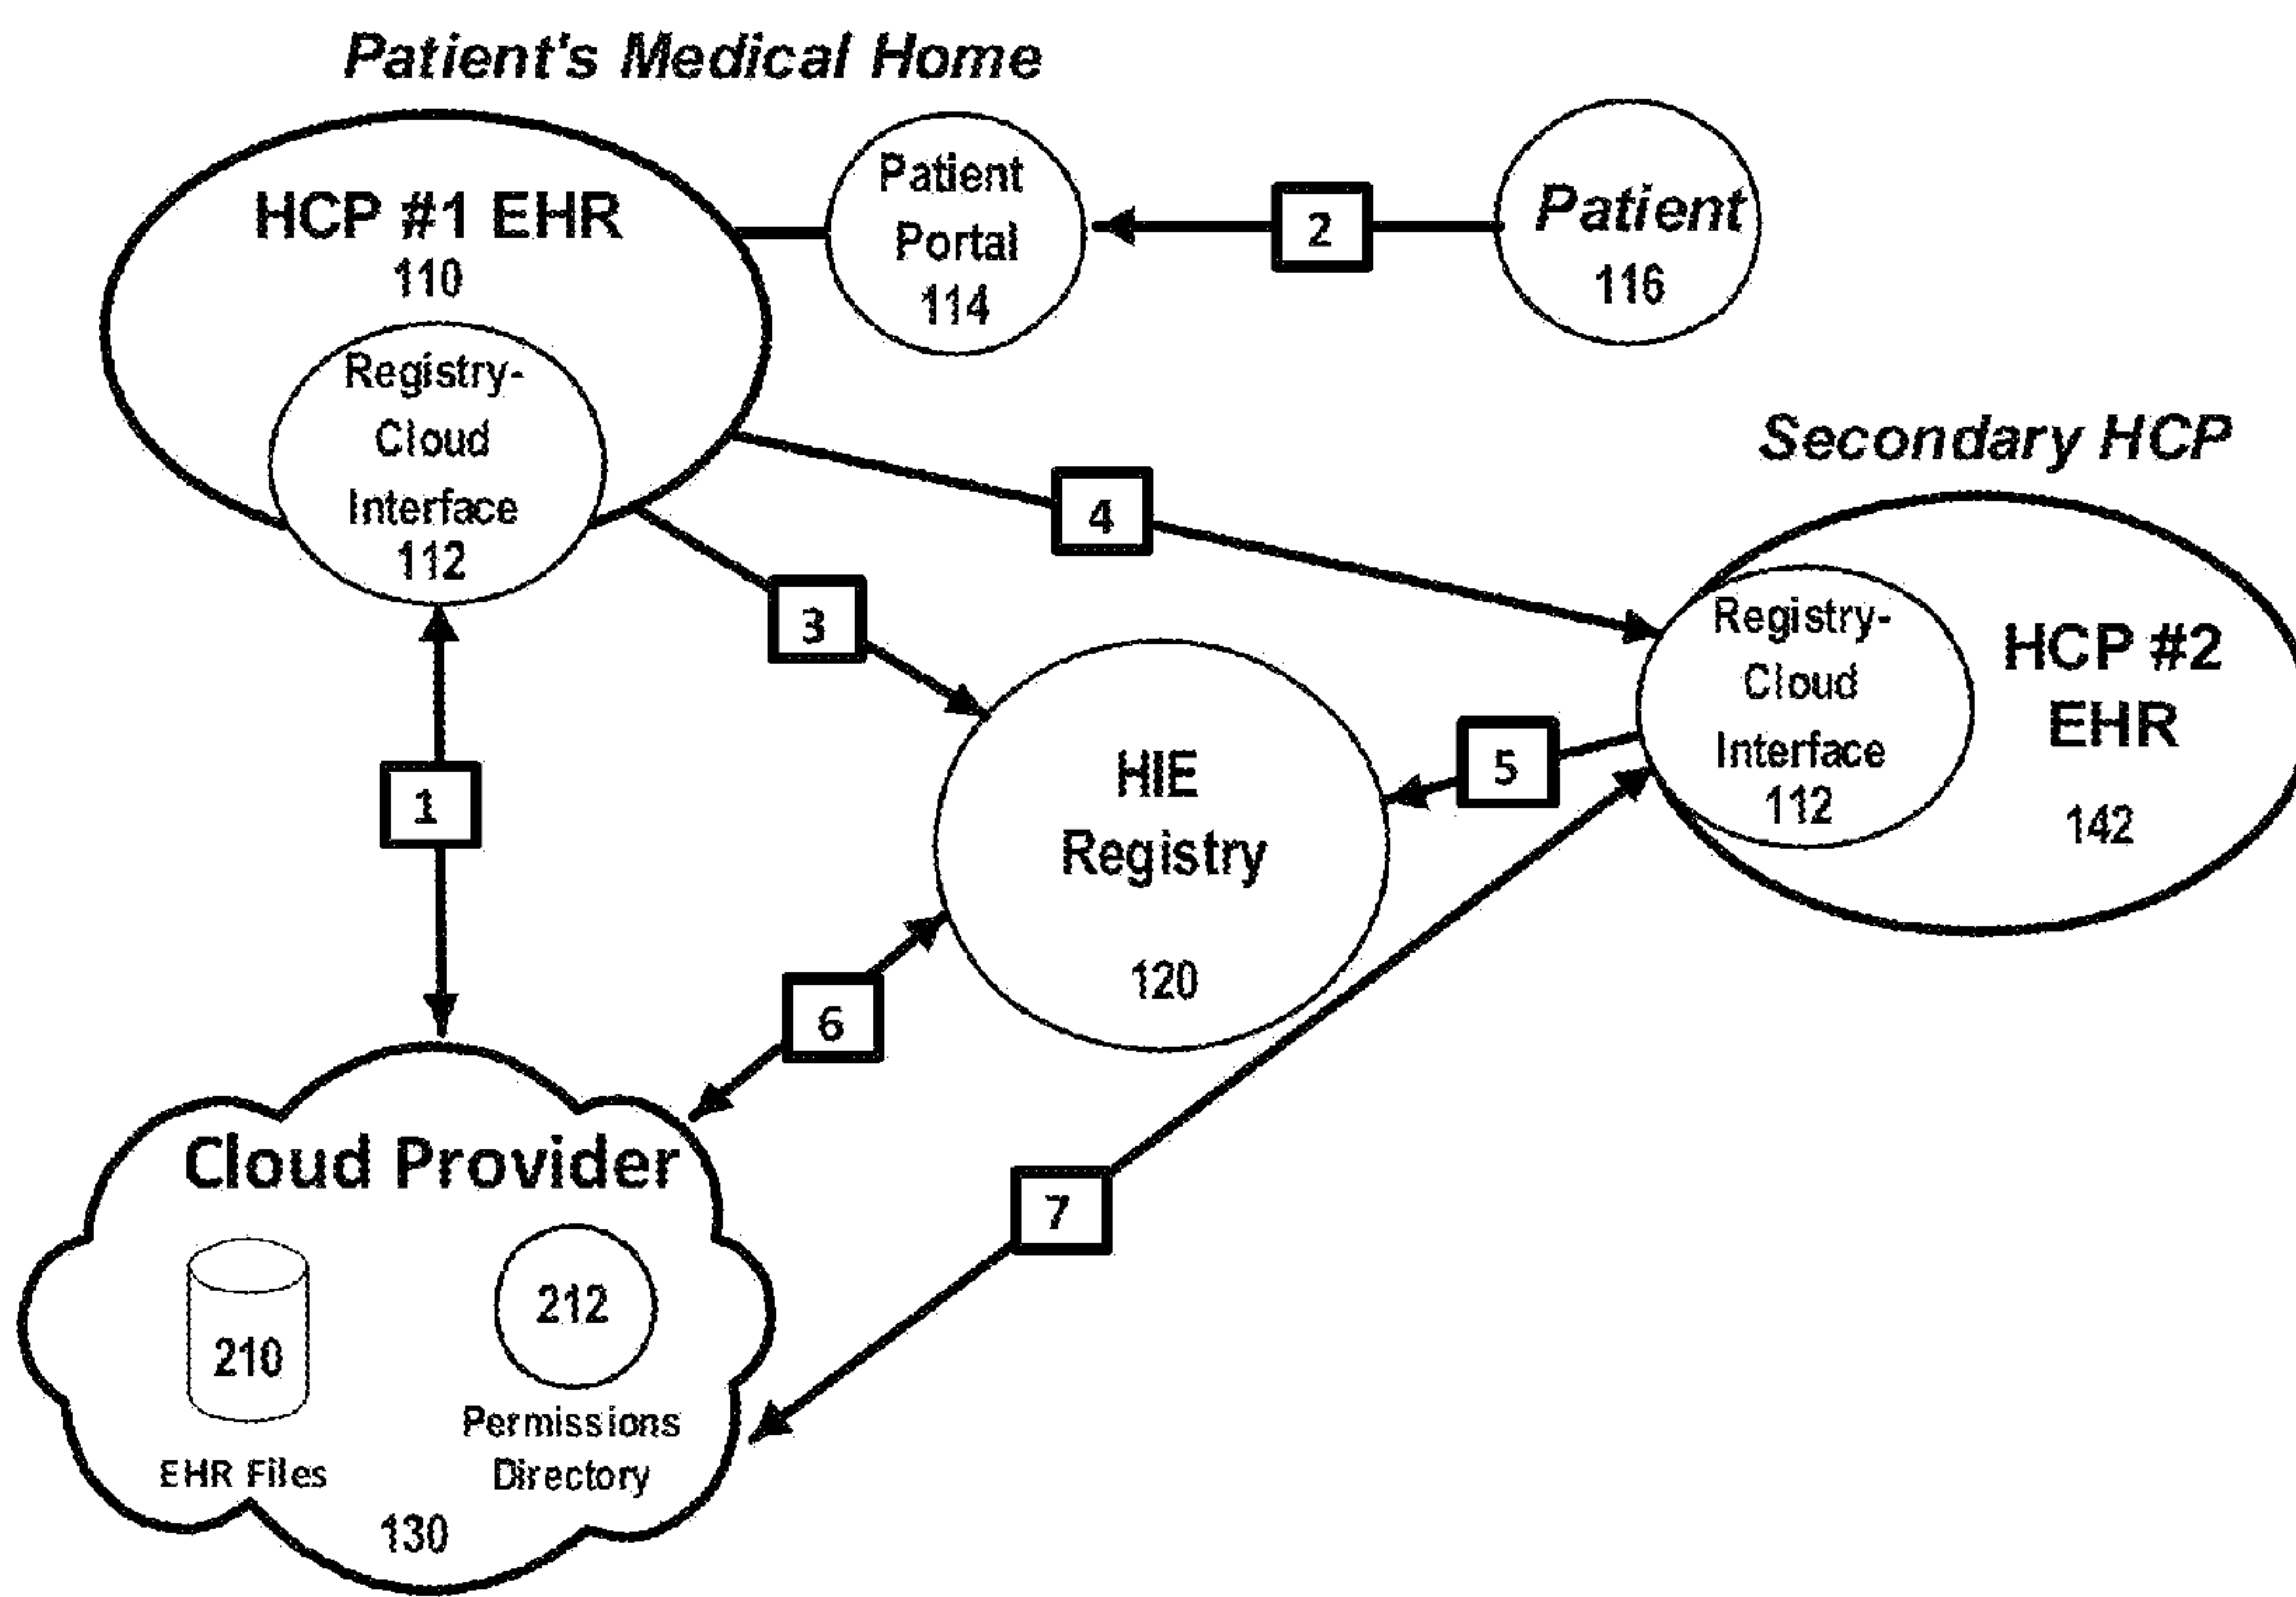 Patient's Medical Home
HCP #1 EHR
110
Registry-
Cloud
Interface
112
Patient
Portal
114
2
Patient
116
4
3
1
Secondary HCP
Registry-
Cloud
Interface
112
HCP #2
EHR
142
5
HIE
Registry
120
6
7
Cloud Provider
210
EHR Files
212
Permissions
Directory
130